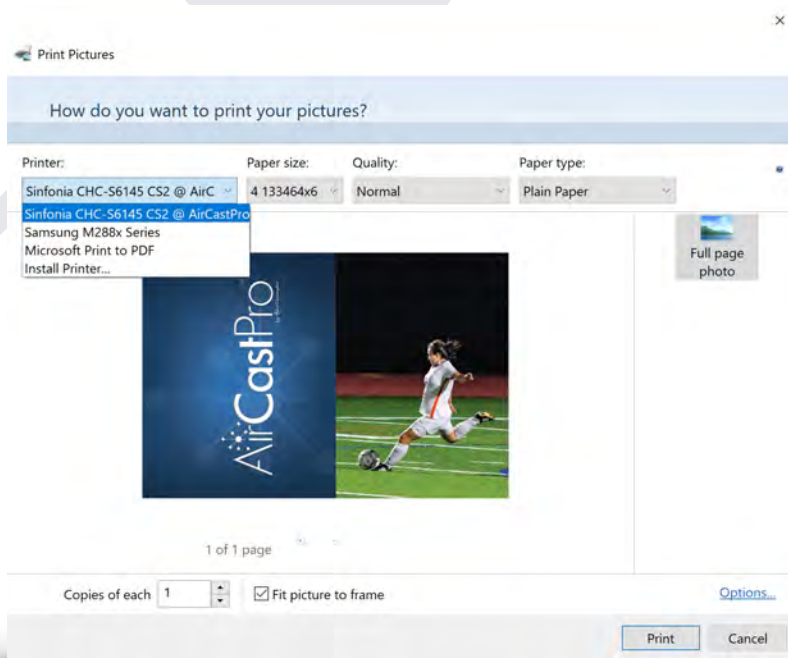 Print Pictures
How do you want to print your pictures?
Printer:
Paper size:
Quality:
Paper type:
Sinfonia CHC-S6145 CS2 @ AirC
4 133464x6
Normal
Plain Paper
Sinfonia CHC-S6145 CS2 @ AirCastPro
Samsung M288x Series
Microsoft Print to PDF
Install Printer...
Full page
photo
AirCastPro
1 of 1 page
Copies of each
1
Fit picture to frame
Options...
Print
Cancel